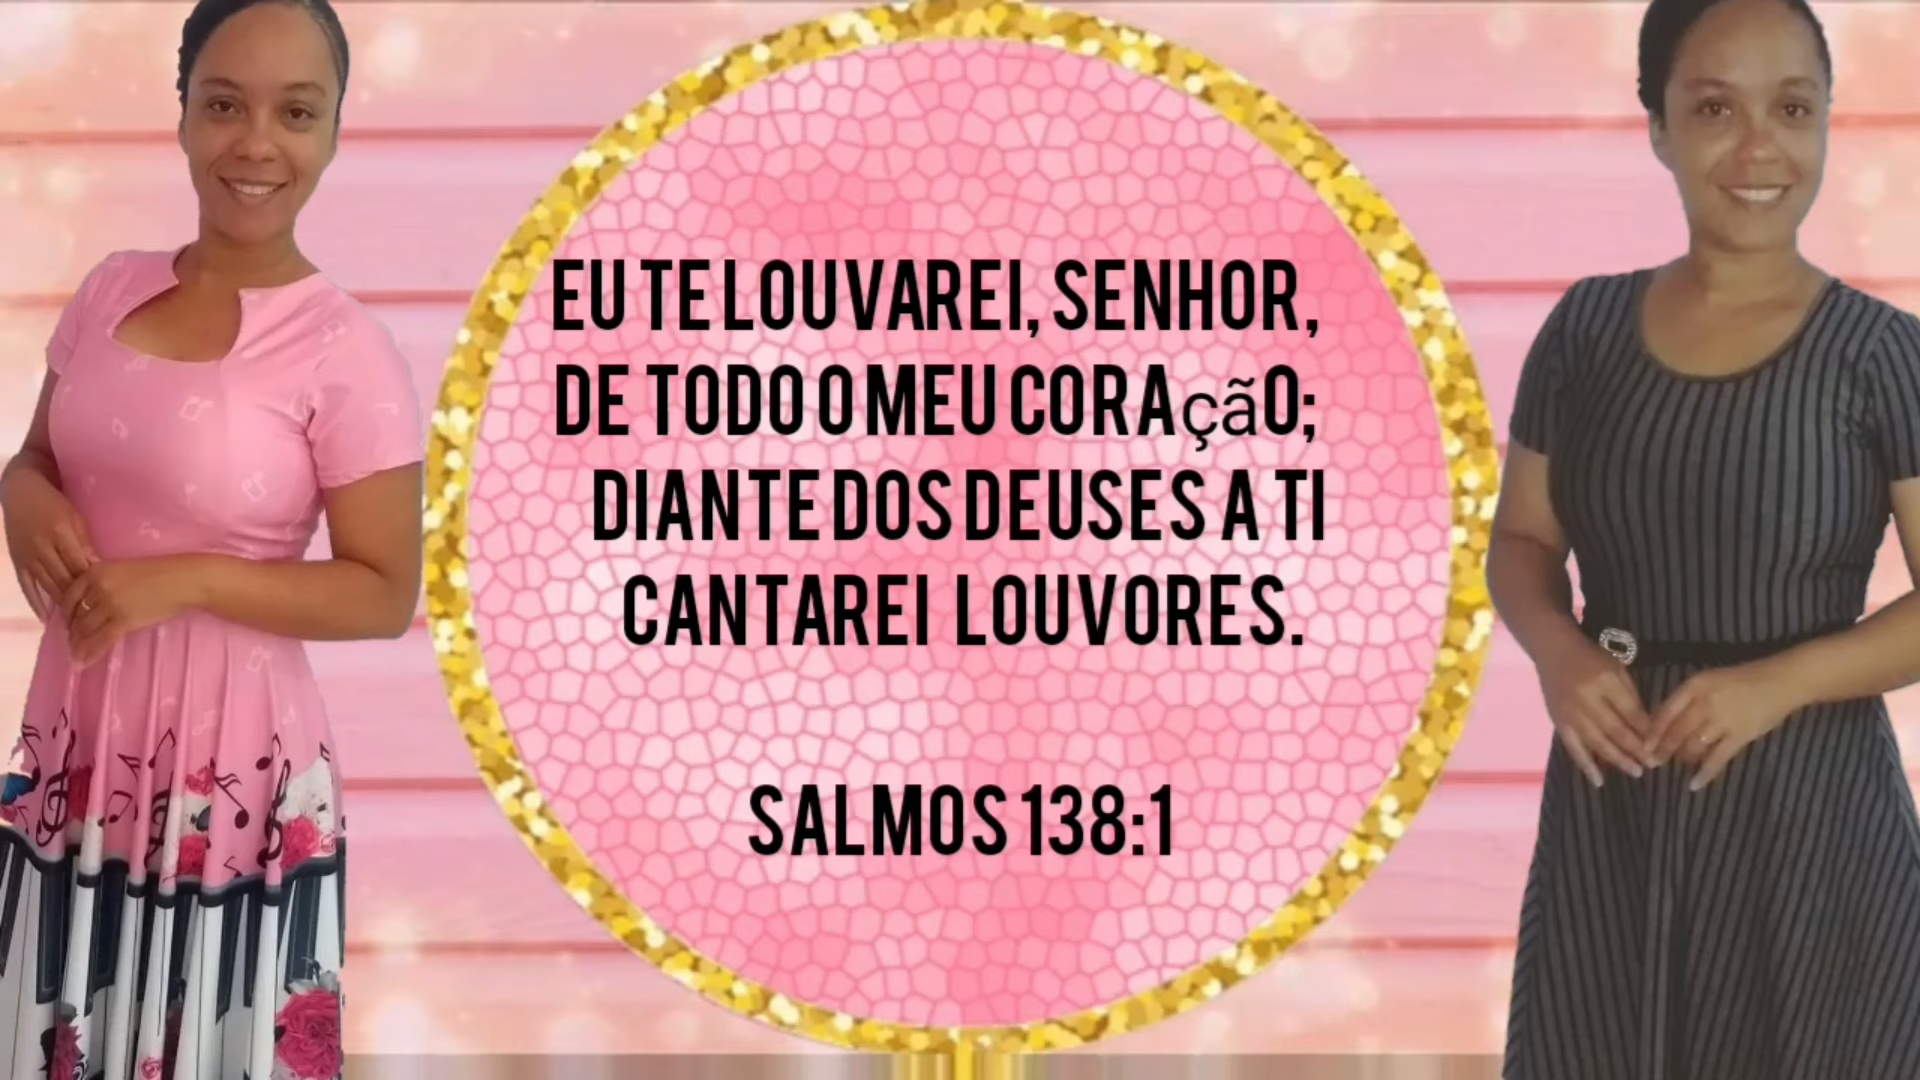 EU TE LOUVAREI, SENHOR,
DE TODO O MEU CORAçãO;
DIANTE DOS DEUSES A TI
CANTAREI LOUVORES.
SALMOS 138:1